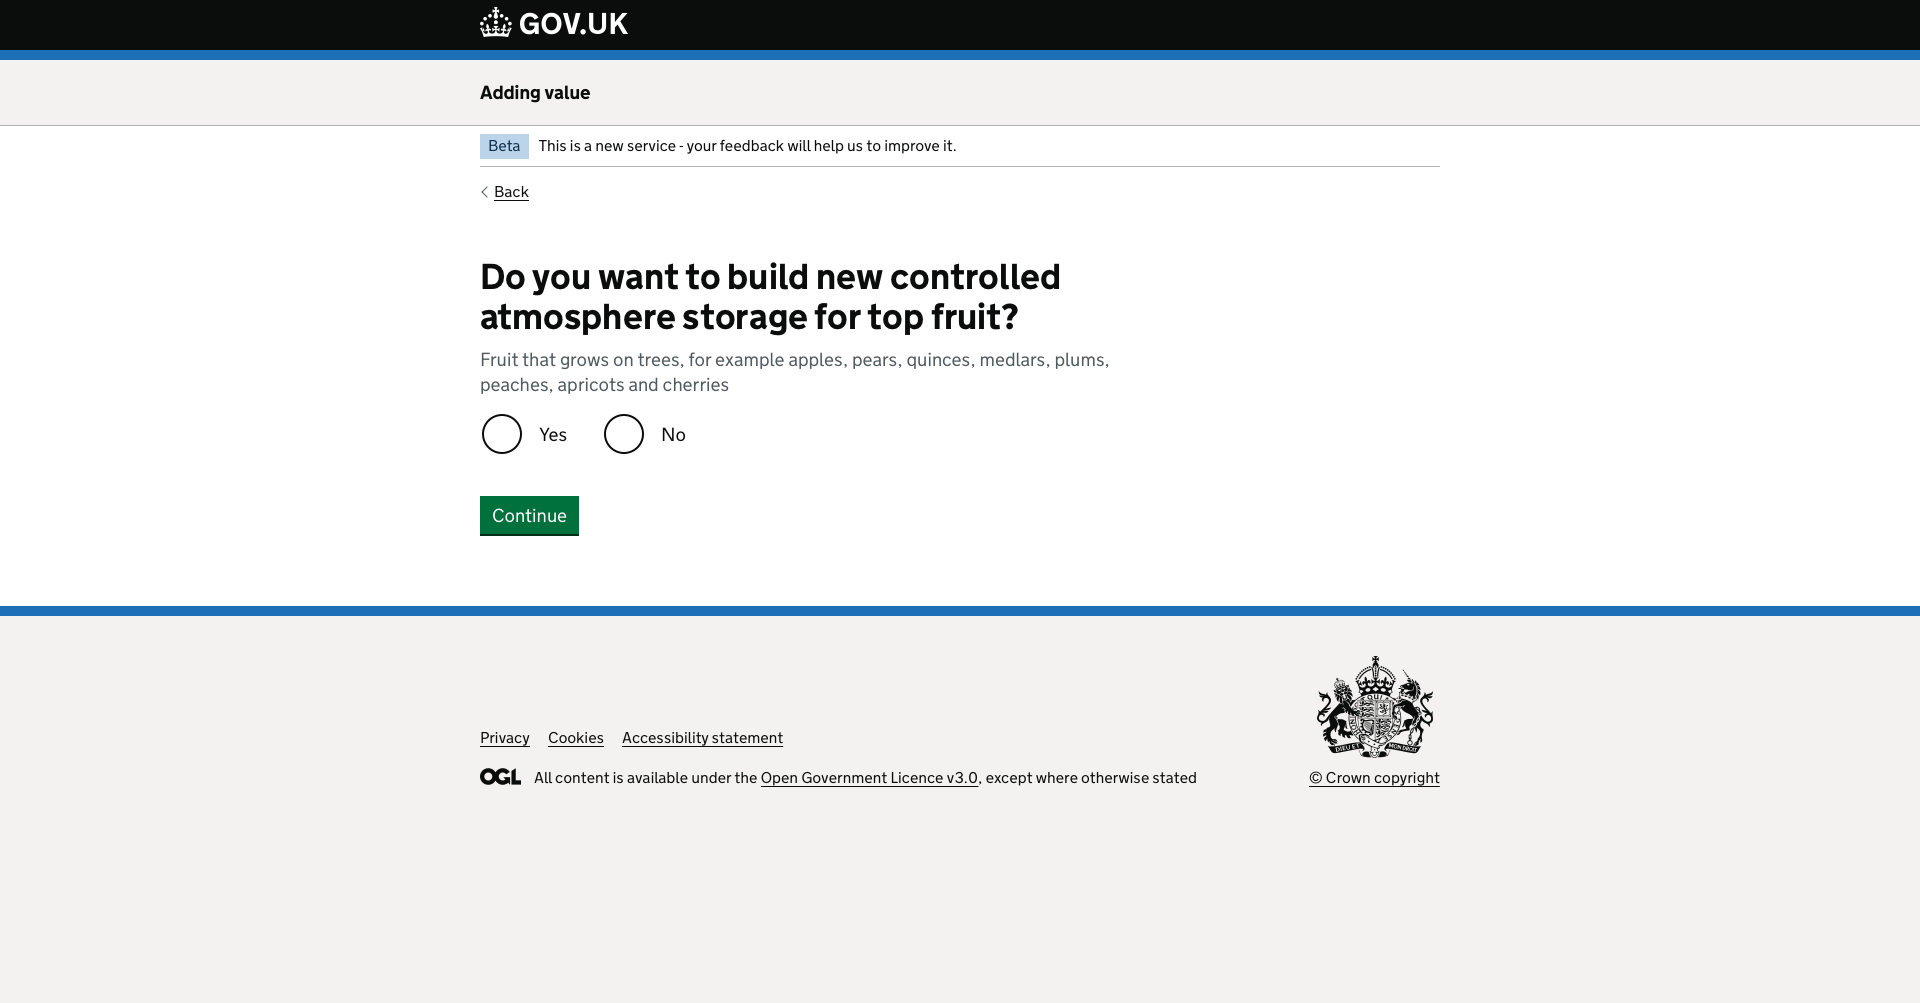 GOV.UK
Adding value
Beta This is a new service - your feedback will help us to improve it.
Back
Do you want to build new controlled
atmosphere storage for top fruit?
Fruit that grows on trees, for example apples, pears, quinces, medlars, plums,
peaches, apricots and cherries
Yes No
Continue
Privacy Cookies Accessibility statement
DIEU ET MON DROIT
OGL All content is available under the Open Government Licence v3.0, except where otherwise stated
© Crown copyright